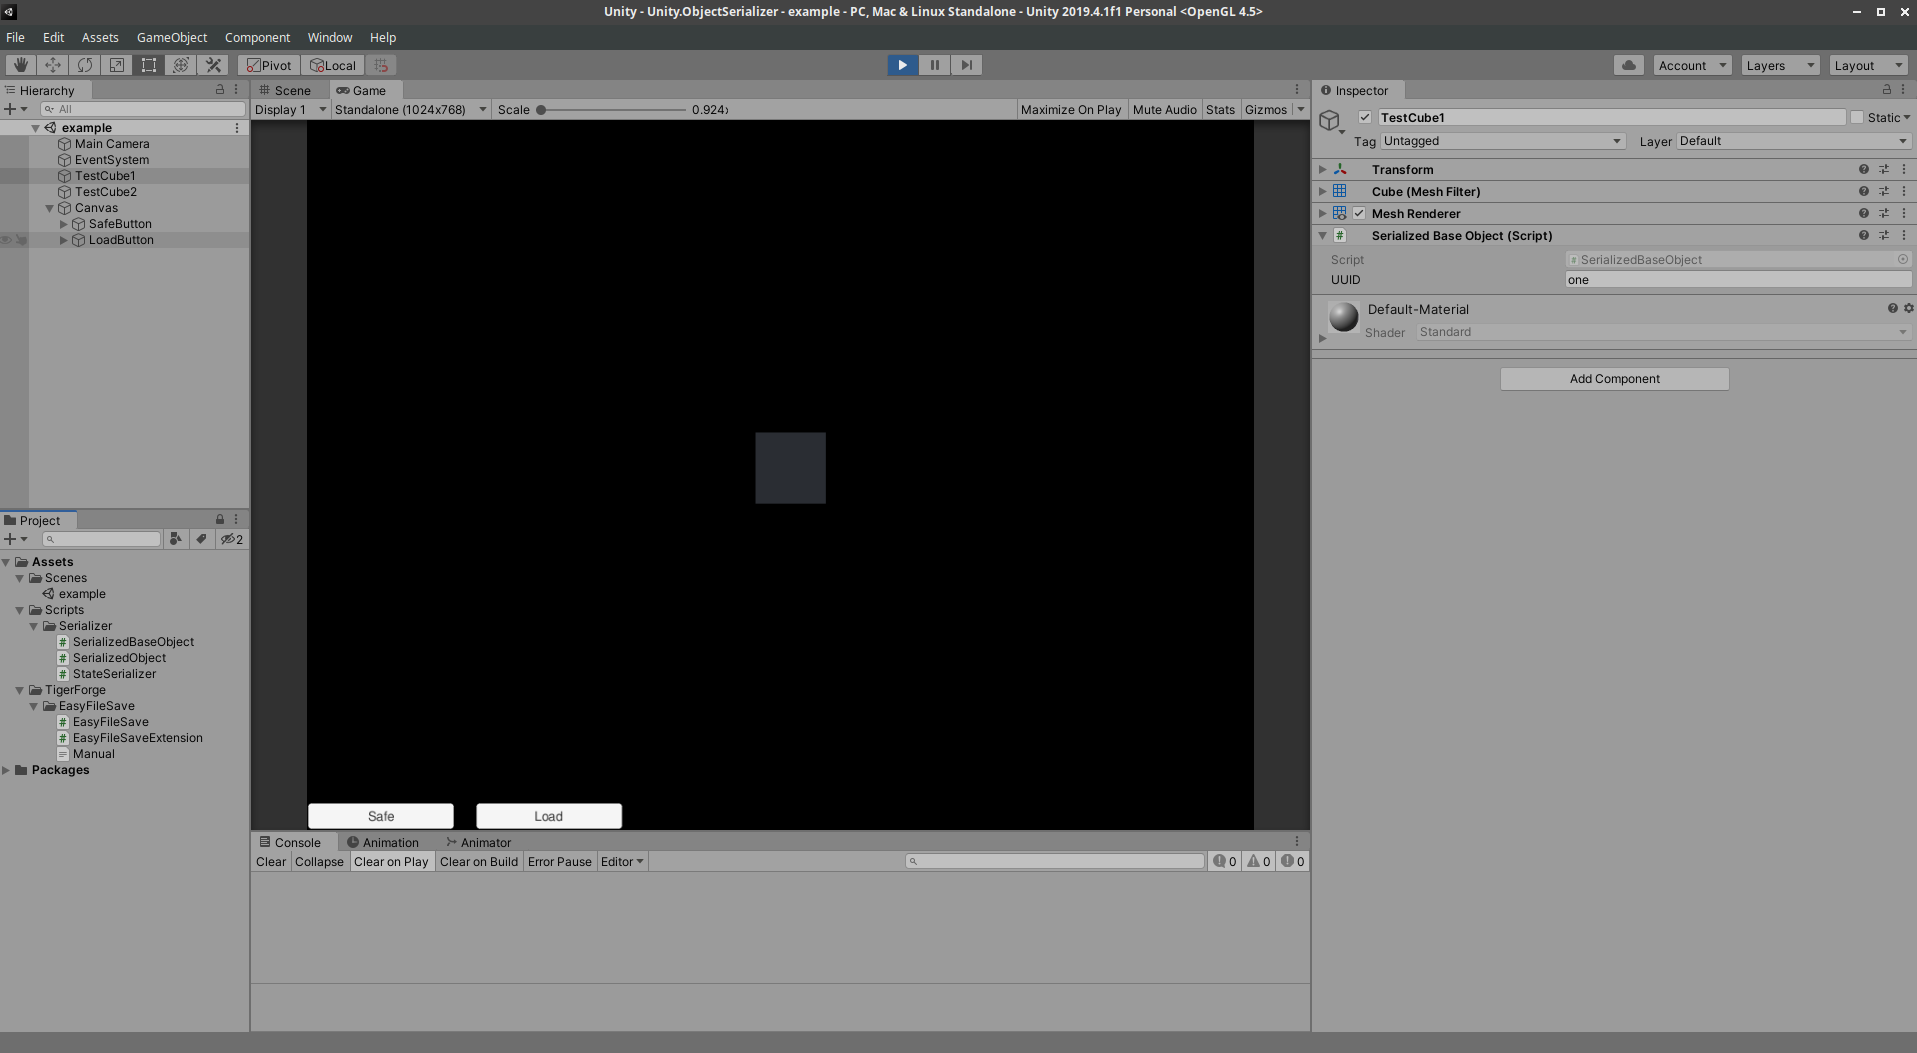 Unity - Unity.ObjectSerializer - example - PC, Mac & Linux Standalone - Unity 2019.4.1f1 Personal <OpenGL 4.5>
File Edit Assets GameObject Component Window Help
Pivot Local Account Layers Layout
Hierarchy
All
example
Main Camera
EventSystem
TestCube1
TestCube2
Canvas
SafeButton
LoadButton
Project
2
Assets
Scenes
example
Scripts
Serializer
SerializedBaseObject
SerializedObject
StateSerializer
TigerForge
EasyFileSave
EasyFileSave
EasyFileSaveExtension
Manual
Packages
Scene Game
Display 1 Standalone (1024x768) Scale 0.924x Maximize On Play Mute Audio Stats Gizmos
Safe Load
Console Animation Animator
Clear Collapse Clear on Play Clear on Build Error Pause Editor 0 0 0
Inspector
TestCube1 Static
Tag Untagged Layer Default
Transform
Cube (Mesh Filter)
Mesh Renderer
# Serialized Base Object (Script)
Script # SerializedBaseObject
UUID one
Default-Material
Shader Standard
Add Component